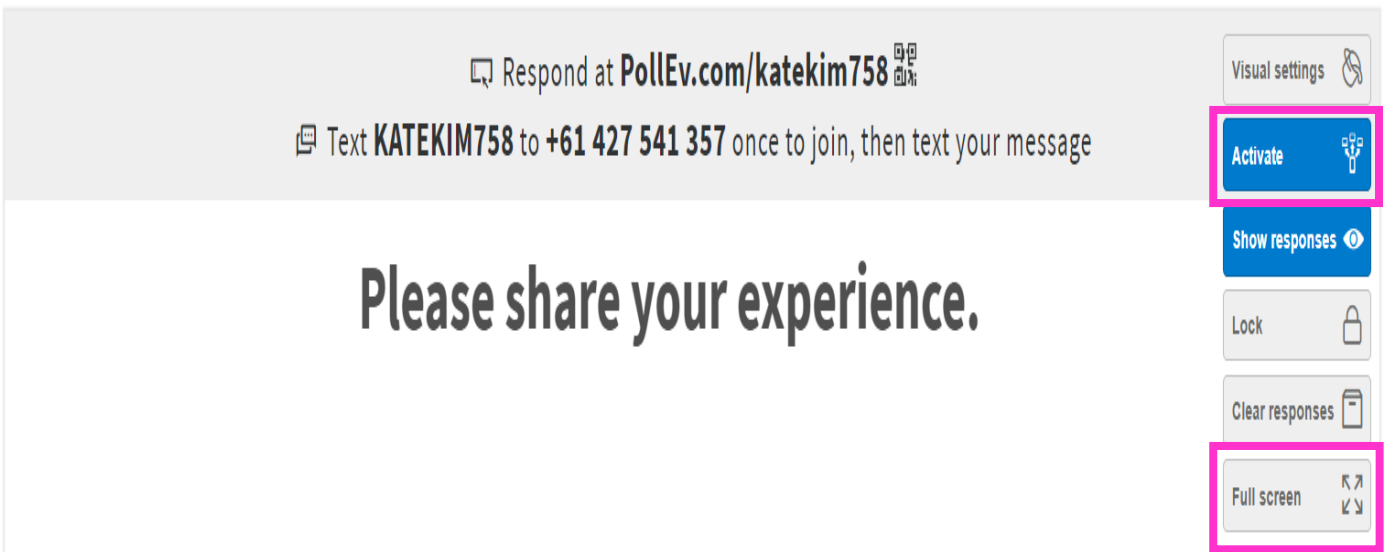 Respond at PollEv.com/katekim758
Text KATEKIM758 to +61 427 541 357 once to join, then text your message
Please share your experience.
Visual settings
Activate
Show responses
Lock
Clear responses
Full screen